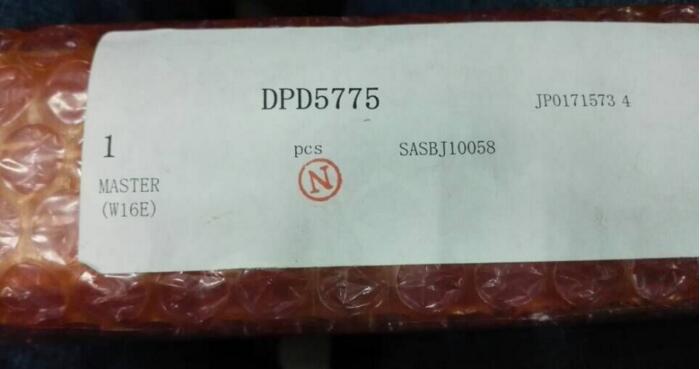 DPD5775 JP0171573 4
1 pcs SASBJ10058
MASTER N
(W16E)